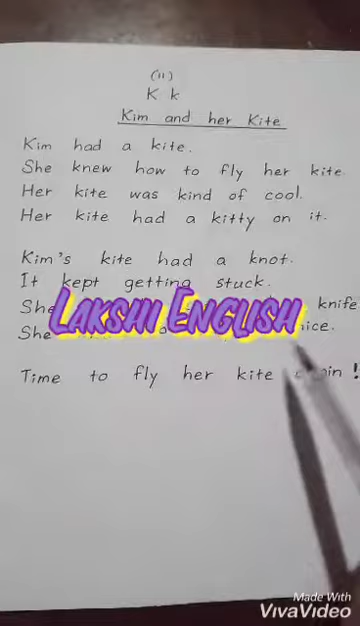 (11)
K k
Kim and her Kite
Kim had a kite.
She knew how to fly her kite.
Her kite was kind of cool.
Her kite had a kitty on it.
Kim's kite had a knot.
It kept getting stuck.
She knife
She
LAKSHI ENGLISH
Time to fly her kite !
Made With
VivaVideo